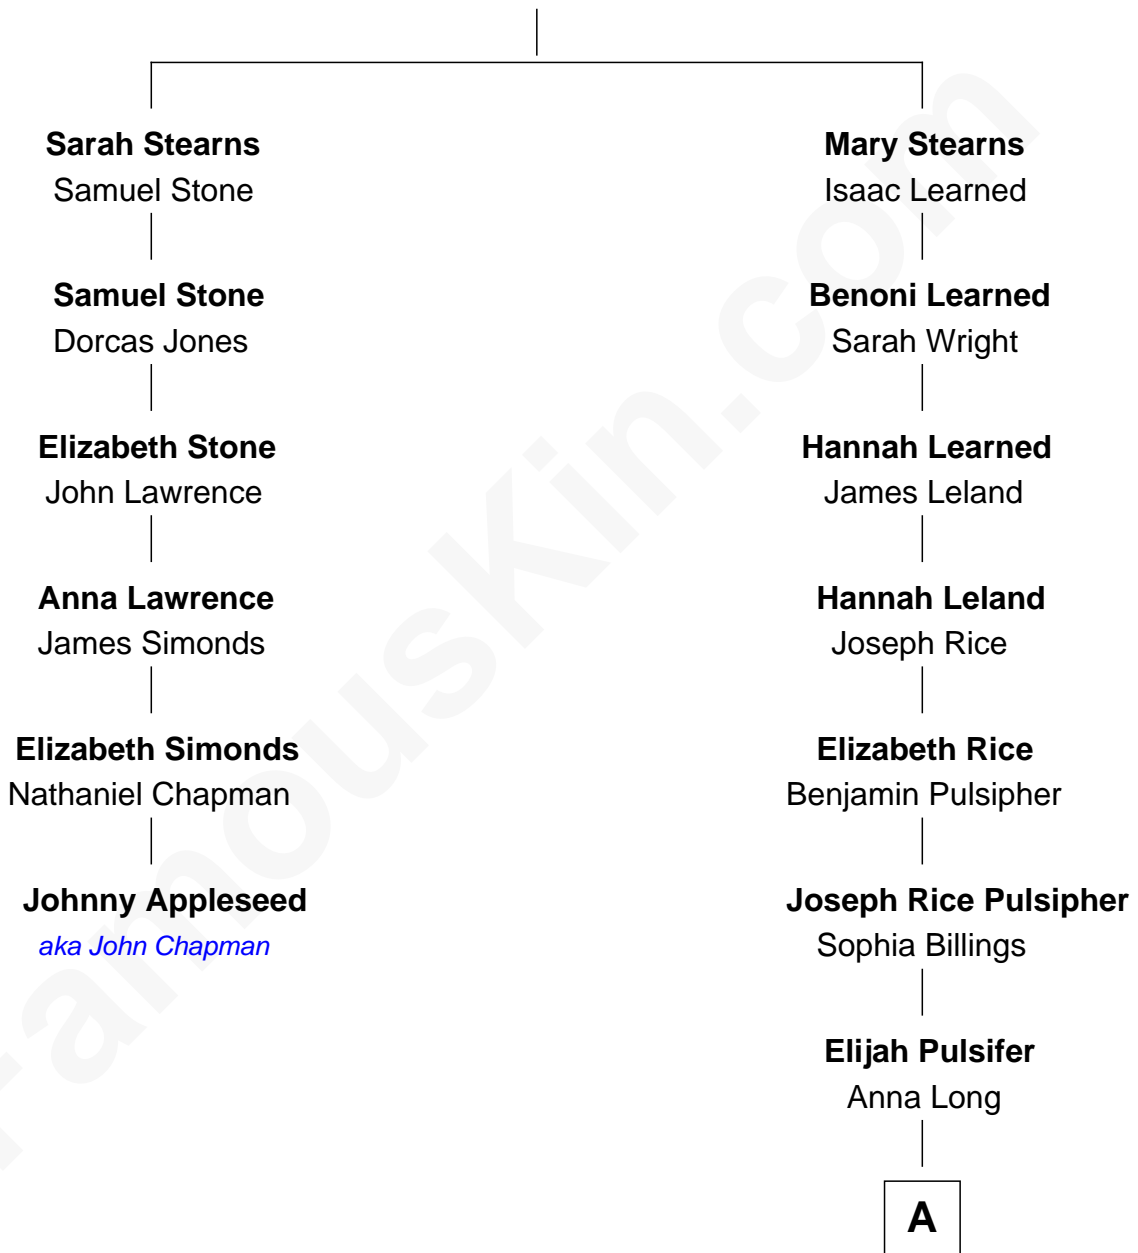 Sarah Stearns
Samuel Stone
Samuel Stone
Dorcas Jones
Elizabeth Stone
John Lawrence
Anna Lawrence
James Simonds
Elizabeth Simonds
Nathaniel Chapman
Johnny Appleseed
aka John Chapman
Mary Stearns
Isaac Learned
Benoni Learned
Sarah Wright
Hannah Learned
James Leland
Hannah Leland
Joseph Rice
Elizabeth Rice
Benjamin Pulsipher
Joseph Rice Pulsipher
Sophia Billings
Elijah Pulsifer
Anna Long
A
FamousKin.com